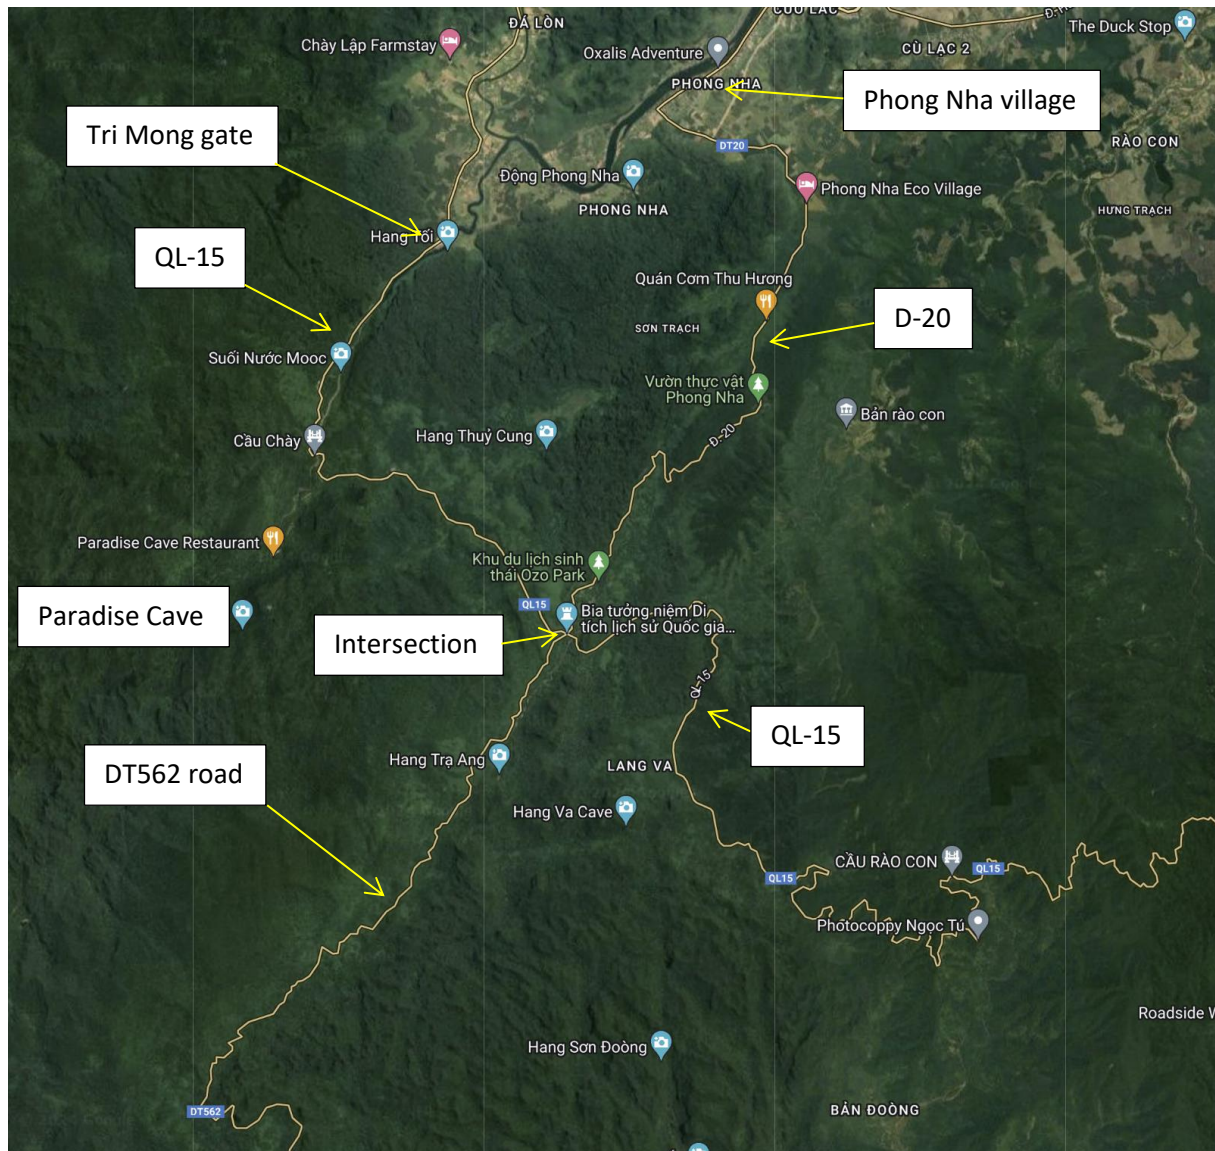 CÙ LẠC
ĐÁ LÒN
The Duck Stop
Chày Lập Farmstay
Oxalis Adventure
CÙ LẠC 2
PHONG NHA
Phong Nha village
Tri Mong gate
DT20
RÀO CON
Động Phong Nha
Phong Nha Eco Village
PHONG NHA
HƯNG TRẠCH
Hang Tối
QL-15
Quán Cơm Thu Hương
D-20
SƠN TRẠCH
Suối Nước Mooc
Vườn thực vật
Phong Nha
Bản rào con
Cầu Chày
Hang Thuỷ Cung
Đ-20
Paradise Cave Restaurant
Khu du lịch sinh
thái Ozo Park
Paradise Cave
QL15
Bia tưởng niệm Di
tích lịch sử Quốc gia...
Intersection
QL-15
QL-15
DT562 road
Hang Trạ Ang
LANG VA
Hang Va Cave
CẦU RÀO CON
QL15
QL15
Photocoppy Ngọc Tú
Roadside W
Hang Sơn Đoòng
DT562
BẢN ĐOÒNG